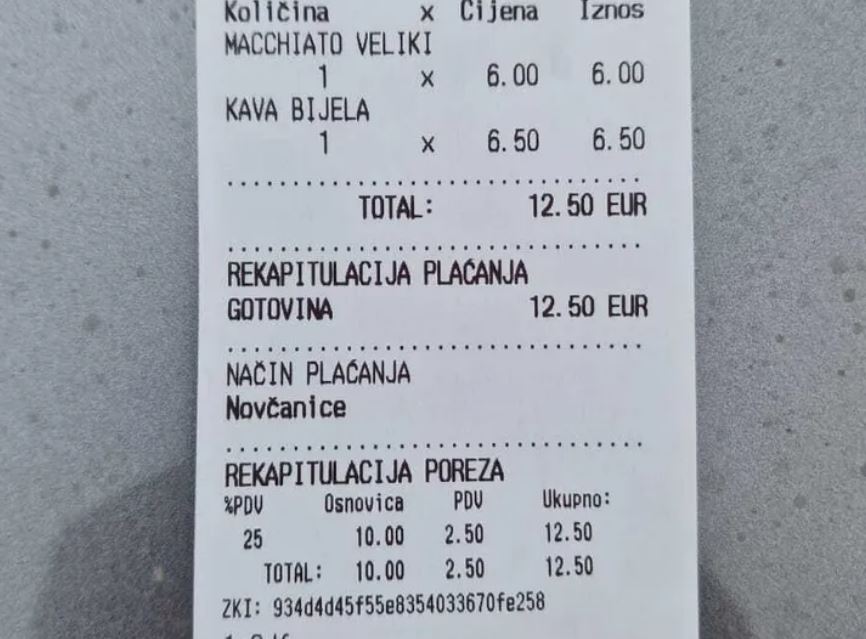 Količina x Cijena Iznos
MACCHIATO VELIKI
1 x 6.00 6.00
KAVA BIJELA
1 x 6.50 6.50
TOTAL: 12.50 EUR
REKAPITULACIJA PLAĆANJA
GOTOVINA 12.50 EUR
NAČIN PLAĆANJA
Novčanice
REKAPITULACIJA POREZA
%PDV Osnovica PDV Ukupno:
25 10.00 2.50 12.50
TOTAL: 10.00 2.50 12.50
ZKI: 934d4d45f55e8354033670fe258